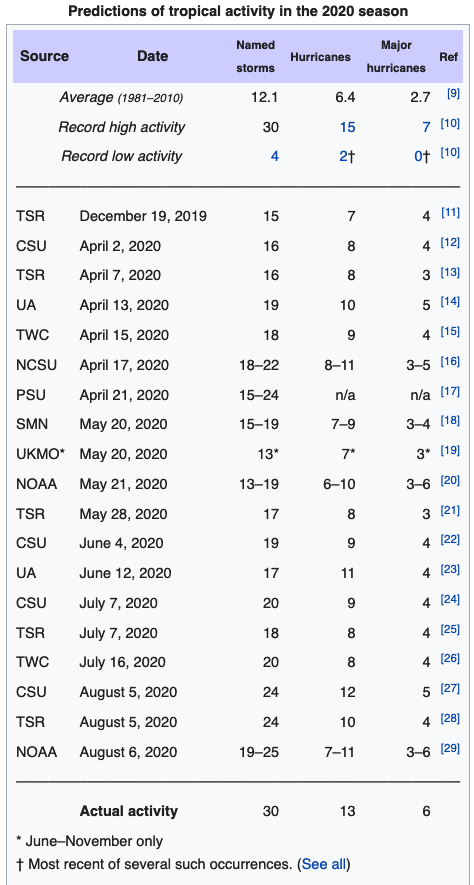 Predictions of tropical activity in the 2020 season
Source Date Named storms Hurricanes Major hurricanes Ref
Average (1981–2010) 12.1 6.4 2.7 [9]
Record high activity 30 15 7 [10]
Record low activity 4 2† 0† [10]
TSR December 19, 2019 15 7 4 [11]
CSU April 2, 2020 16 8 4 [12]
TSR April 7, 2020 16 8 3 [13]
UA April 13, 2020 19 10 5 [14]
TWC April 15, 2020 18 9 4 [15]
NCSU April 17, 2020 18–22 8–11 3–5 [16]
PSU April 21, 2020 15–24 n/a n/a [17]
SMN May 20, 2020 15–19 7–9 3–4 [18]
UKMO* May 20, 2020 13* 7* 3* [19]
NOAA May 21, 2020 13–19 6–10 3–6 [20]
TSR May 28, 2020 17 8 3 [21]
CSU June 4, 2020 19 9 4 [22]
UA June 12, 2020 17 11 4 [23]
CSU July 7, 2020 20 9 4 [24]
TSR July 7, 2020 18 8 4 [25]
TWC July 16, 2020 20 8 4 [26]
CSU August 5, 2020 24 12 5 [27]
TSR August 5, 2020 24 10 4 [28]
NOAA August 6, 2020 19–25 7–11 3–6 [29]
Actual activity 30 13 6
* June–November only
† Most recent of several such occurrences. (See all)